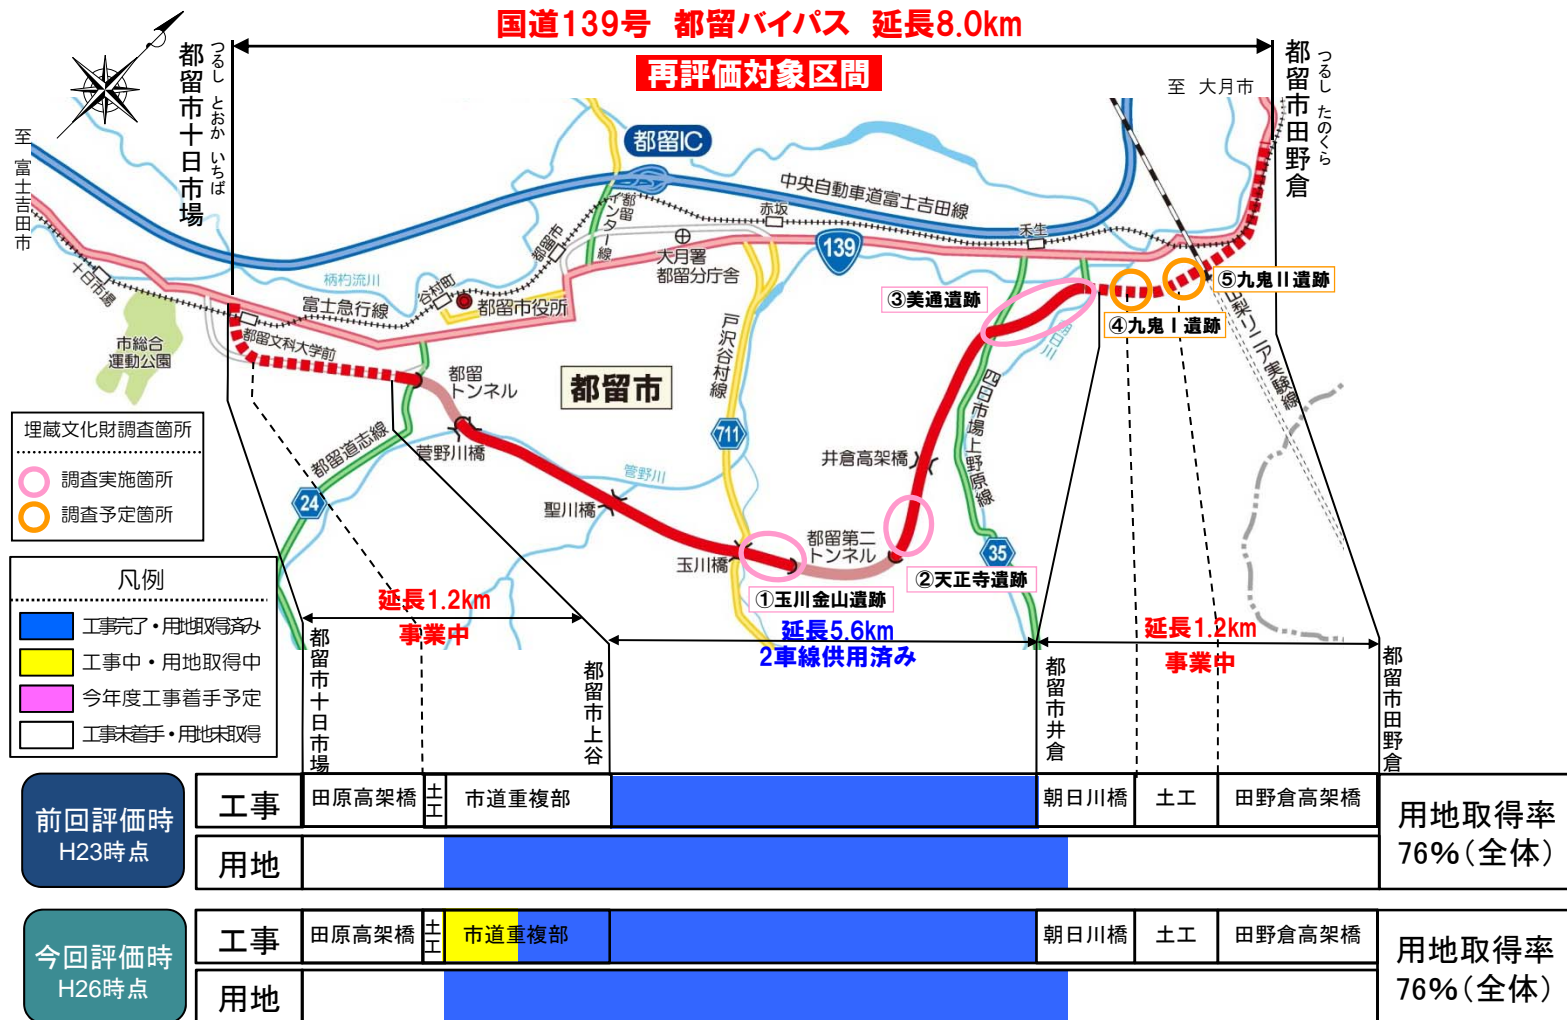 国道139号 都留バイパス 延長8.0km
再評価対象区間
都留市十日市場
つるし とおか いちば
都留市田野倉
つるし たのくら
至 大月市
至 富士吉田市
都留IC
中央自動車道富士吉田線
都留インター線
赤坂
禾生
139
大月署
都留分庁舎
都留市
谷村町
都留市役所
十日市場
柄杓流川
富士急行線
都留文科大学前
市総合
運動公園
③美通遺跡
⑤九鬼Ⅱ遺跡
④九鬼Ⅰ遺跡
山梨リニア実験線
朝日川
戸沢谷村線
四日市場上野原線
都留市
都留
トンネル
都留道志線
菅野川橋
711
井倉高架橋
菅野川
聖川橋
24
玉川橋
都留第二
トンネル
35
②天正寺遺跡
①玉川金山遺跡
埋蔵文化財調査箇所
調査実施箇所
調査予定箇所
凡例
工事完了・用地取得済み
工事中・用地取得中
今年度工事着手予定
工事未着手・用地未取得
延長1.2km
事業中
延長5.6km
2車線供用済み
延長1.2km
事業中
都留市十日市場
都留市上谷
都留市井倉
都留市田野倉
前回評価時
H23時点
工事
田原高架橋
土工
市道重複部
朝日川橋
土工
田野倉高架橋
用地取得率
76%(全体)
用地
今回評価時
H26時点
工事
田原高架橋
土工
市道重複部
朝日川橋
土工
田野倉高架橋
用地取得率
76%(全体)
用地